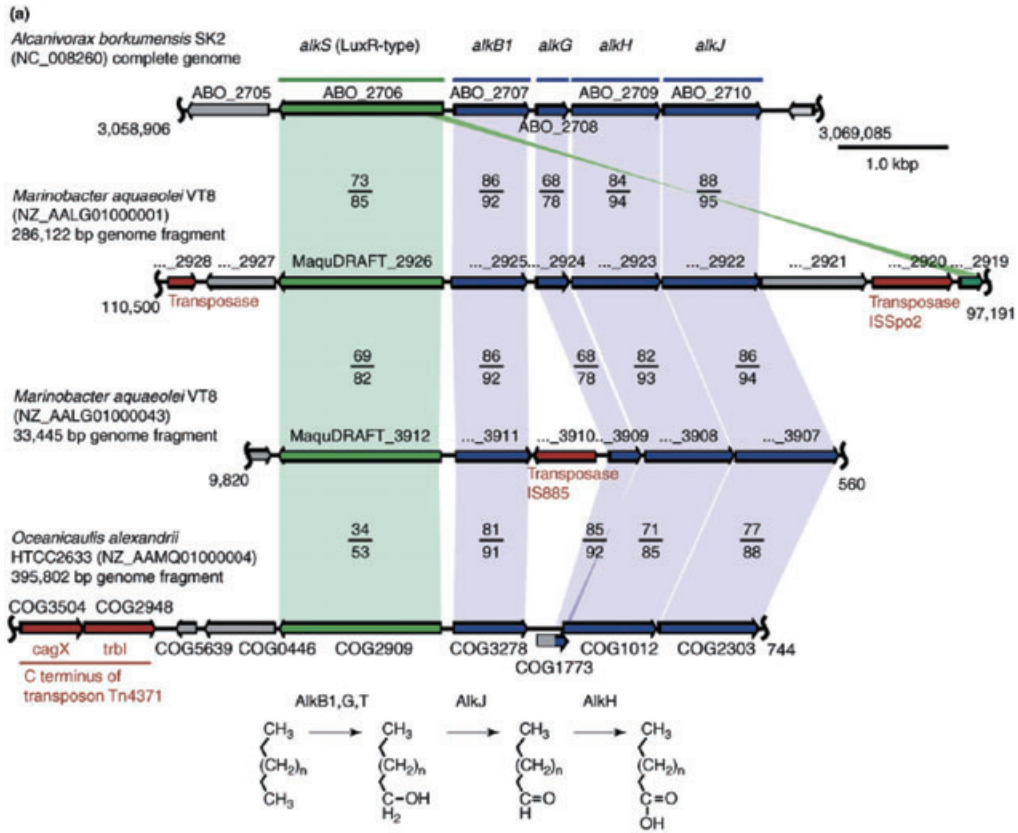 (a)
Alcanivorax borkumensis SK2
(NC_008260) complete genome
alkS (LuxR-type) alkB1 alkG alkH alkJ
ABO_2705 ABO_2706 ABO_2707 ABO_2709 ABO_2710
ABO_2708
3,058,906 3,069,085
1.0 kbp
73 86 68 84 88
85 92 78 94 95
Marinobacter aquaeolei VT8
(NZ_AALG01000001)
286,122 bp genome fragment
..._2928 ..._2927 MaquDRAFT_2926 ..._2925 ..._2924 ..._2923 ..._2922 ..._2921 ..._2920 ..._2919
Transposase Transposase
110,500 ISSpo2 97,191
69 86 68 82 86
82 92 78 93 94
Marinobacter aquaeolei VT8
(NZ_AALG01000043)
33,445 bp genome fragment
MaquDRAFT_3912 ..._3911 ..._3910 ..._3909 ..._3908 ..._3907
9,820 Transposase 560
IS885
34 81 85 71 77
53 91 92 85 88
Oceanicaulis alexandrii
HTCC2633 (NZ_AAMQ01000004)
395,802 bp genome fragment
COG3504 COG2948
cagX trbI COG5639 COG0446 COG2909 COG3278 COG1012 COG2303 744
COG1773
C terminus of
transposon Tn4371
AlkB1,G,T AlkJ AlkH
CH3 CH3 CH3 CH3
(CH2)n (CH2)n (CH2)n (CH2)n
CH3 C–OH C=O C=O
H2 H OH